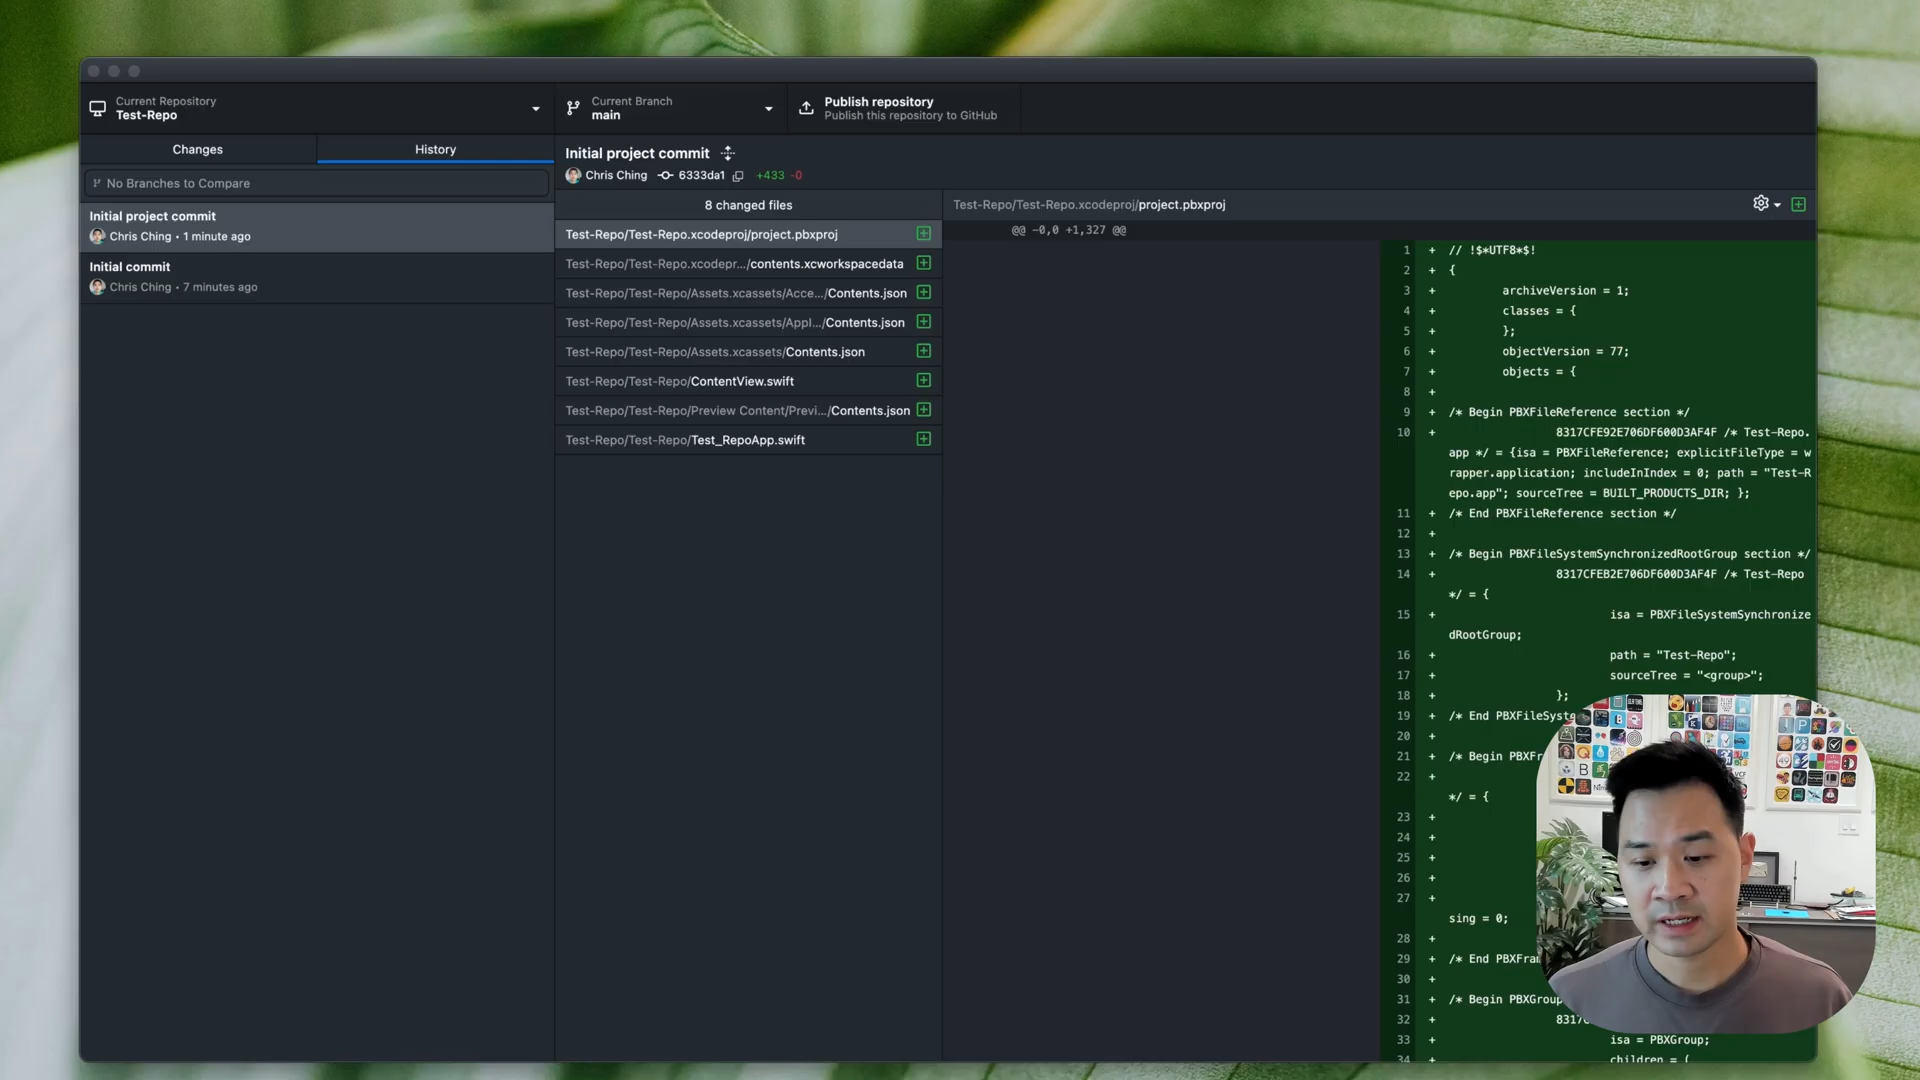 Current Repository
Test-Repo
Current Branch
main
Publish repository
Publish this repository to GitHub
Changes
History
No Branches to Compare
Initial project commit
Chris Ching • 1 minute ago
Initial commit
Chris Ching • 7 minutes ago
Initial project commit
Chris Ching 6333da1 +433 -0
8 changed files
Test-Repo/Test-Repo.xcodeproj/project.pbxproj
Test-Repo/Test-Repo.xcodepr.../contents.xcworkspacedata
Test-Repo/Test-Repo/Assets.xcassets/Acce.../Contents.json
Test-Repo/Test-Repo/Assets.xcassets/AppI.../Contents.json
Test-Repo/Test-Repo/Assets.xcassets/Contents.json
Test-Repo/Test-Repo/ContentView.swift
Test-Repo/Test-Repo/Preview Content/Previ.../Contents.json
Test-Repo/Test-Repo/Test_RepoApp.swift
Test-Repo/Test-Repo.xcodeproj/project.pbxproj
@@ -0,0 +1,327 @@
1 + // !$*UTF8*$!
2 + {
3 + archiveVersion = 1;
4 + classes = {
5 + };
6 + objectVersion = 77;
7 + objects = {
8 +
9 + /* Begin PBXFileReference section */
10 + 8317CFE92E706DF600D3AF4F /* Test-Repo.
app */ = {isa = PBXFileReference; explicitFileType = w
rapper.application; includeInIndex = 0; path = "Test-R
epo.app"; sourceTree = BUILT_PRODUCTS_DIR; };
11 + /* End PBXFileReference section */
12 +
13 + /* Begin PBXFileSystemSynchronizedRootGroup section */
14 + 8317CFEB2E706DF600D3AF4F /* Test-Repo
*/ = {
15 + isa = PBXFileSystemSynchronize
dRootGroup;
16 + path = "Test-Repo";
17 + sourceTree = "<group>";
18 + };
19 + /* End PBXFileSyste
20 +
21 + /* Begin PBXFr
22 +
*/ = {
23 +
24 +
25 +
26 +
27 +
sing = 0;
28 +
29 + /* End PBXFram
30 +
31 + /* Begin PBXGroup
32 + 8317C
33 + isa = PBXGroup;
34 + children = (